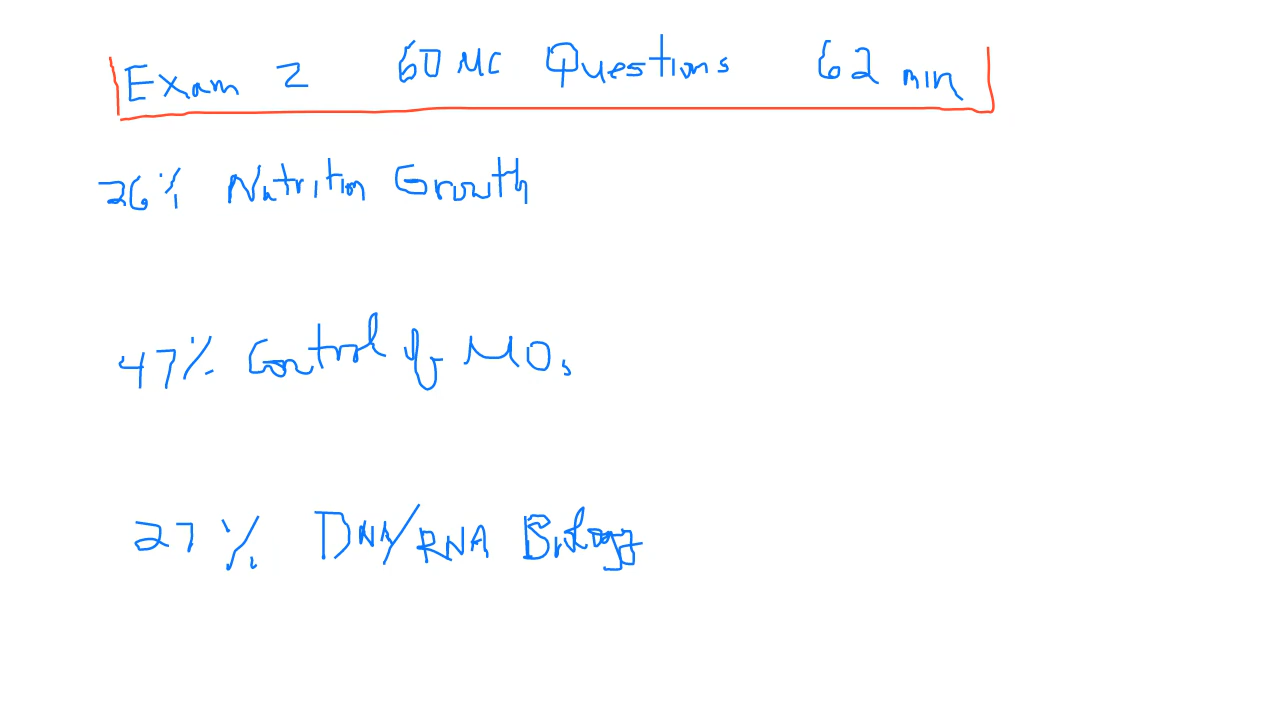 Exam 2 60 MC Questions 62 min
26% Nutrition Growth
47% Control of MOs
27% DNA/RNA Biology